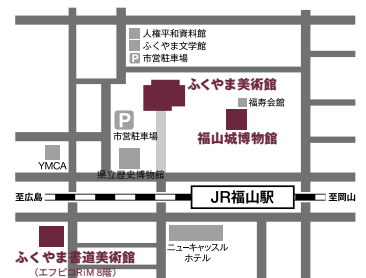 人権平和資料館
ふくやま文学館
P 市営駐車場
ふくやま美術館
福寿会館
P
市営駐車場
福山城博物館
YMCA
県立歴史博物館
至広島
JR福山駅
至岡山
ニューキャッスル
ホテル
ふくやま書道美術館
（エフピコRiM 8階）